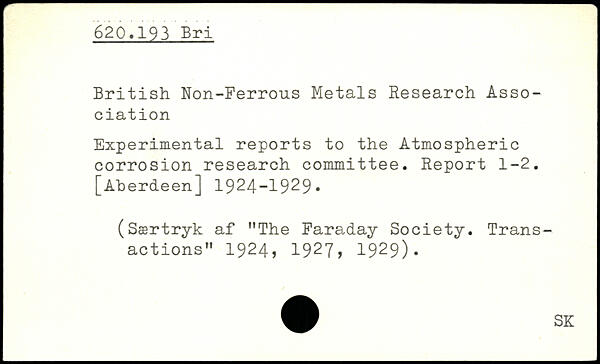 620.193 Bri
British Non-Ferrous Metals Research Asso-
ciation
Experimental reports to the Atmospheric
corrosion research committee. Report 1-2.
[Aberdeen] 1924-1929.
(Særtryk af "The Faraday Society. Trans-
actions" 1924, 1927, 1929).
SK